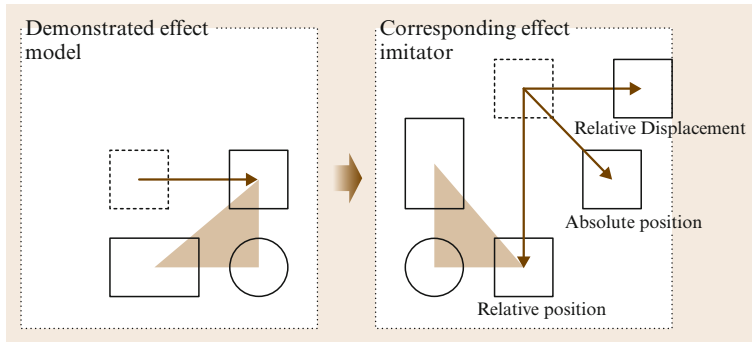 Demonstrated effect
model
Corresponding effect
imitator
Relative Displacement
Absolute position
Relative position